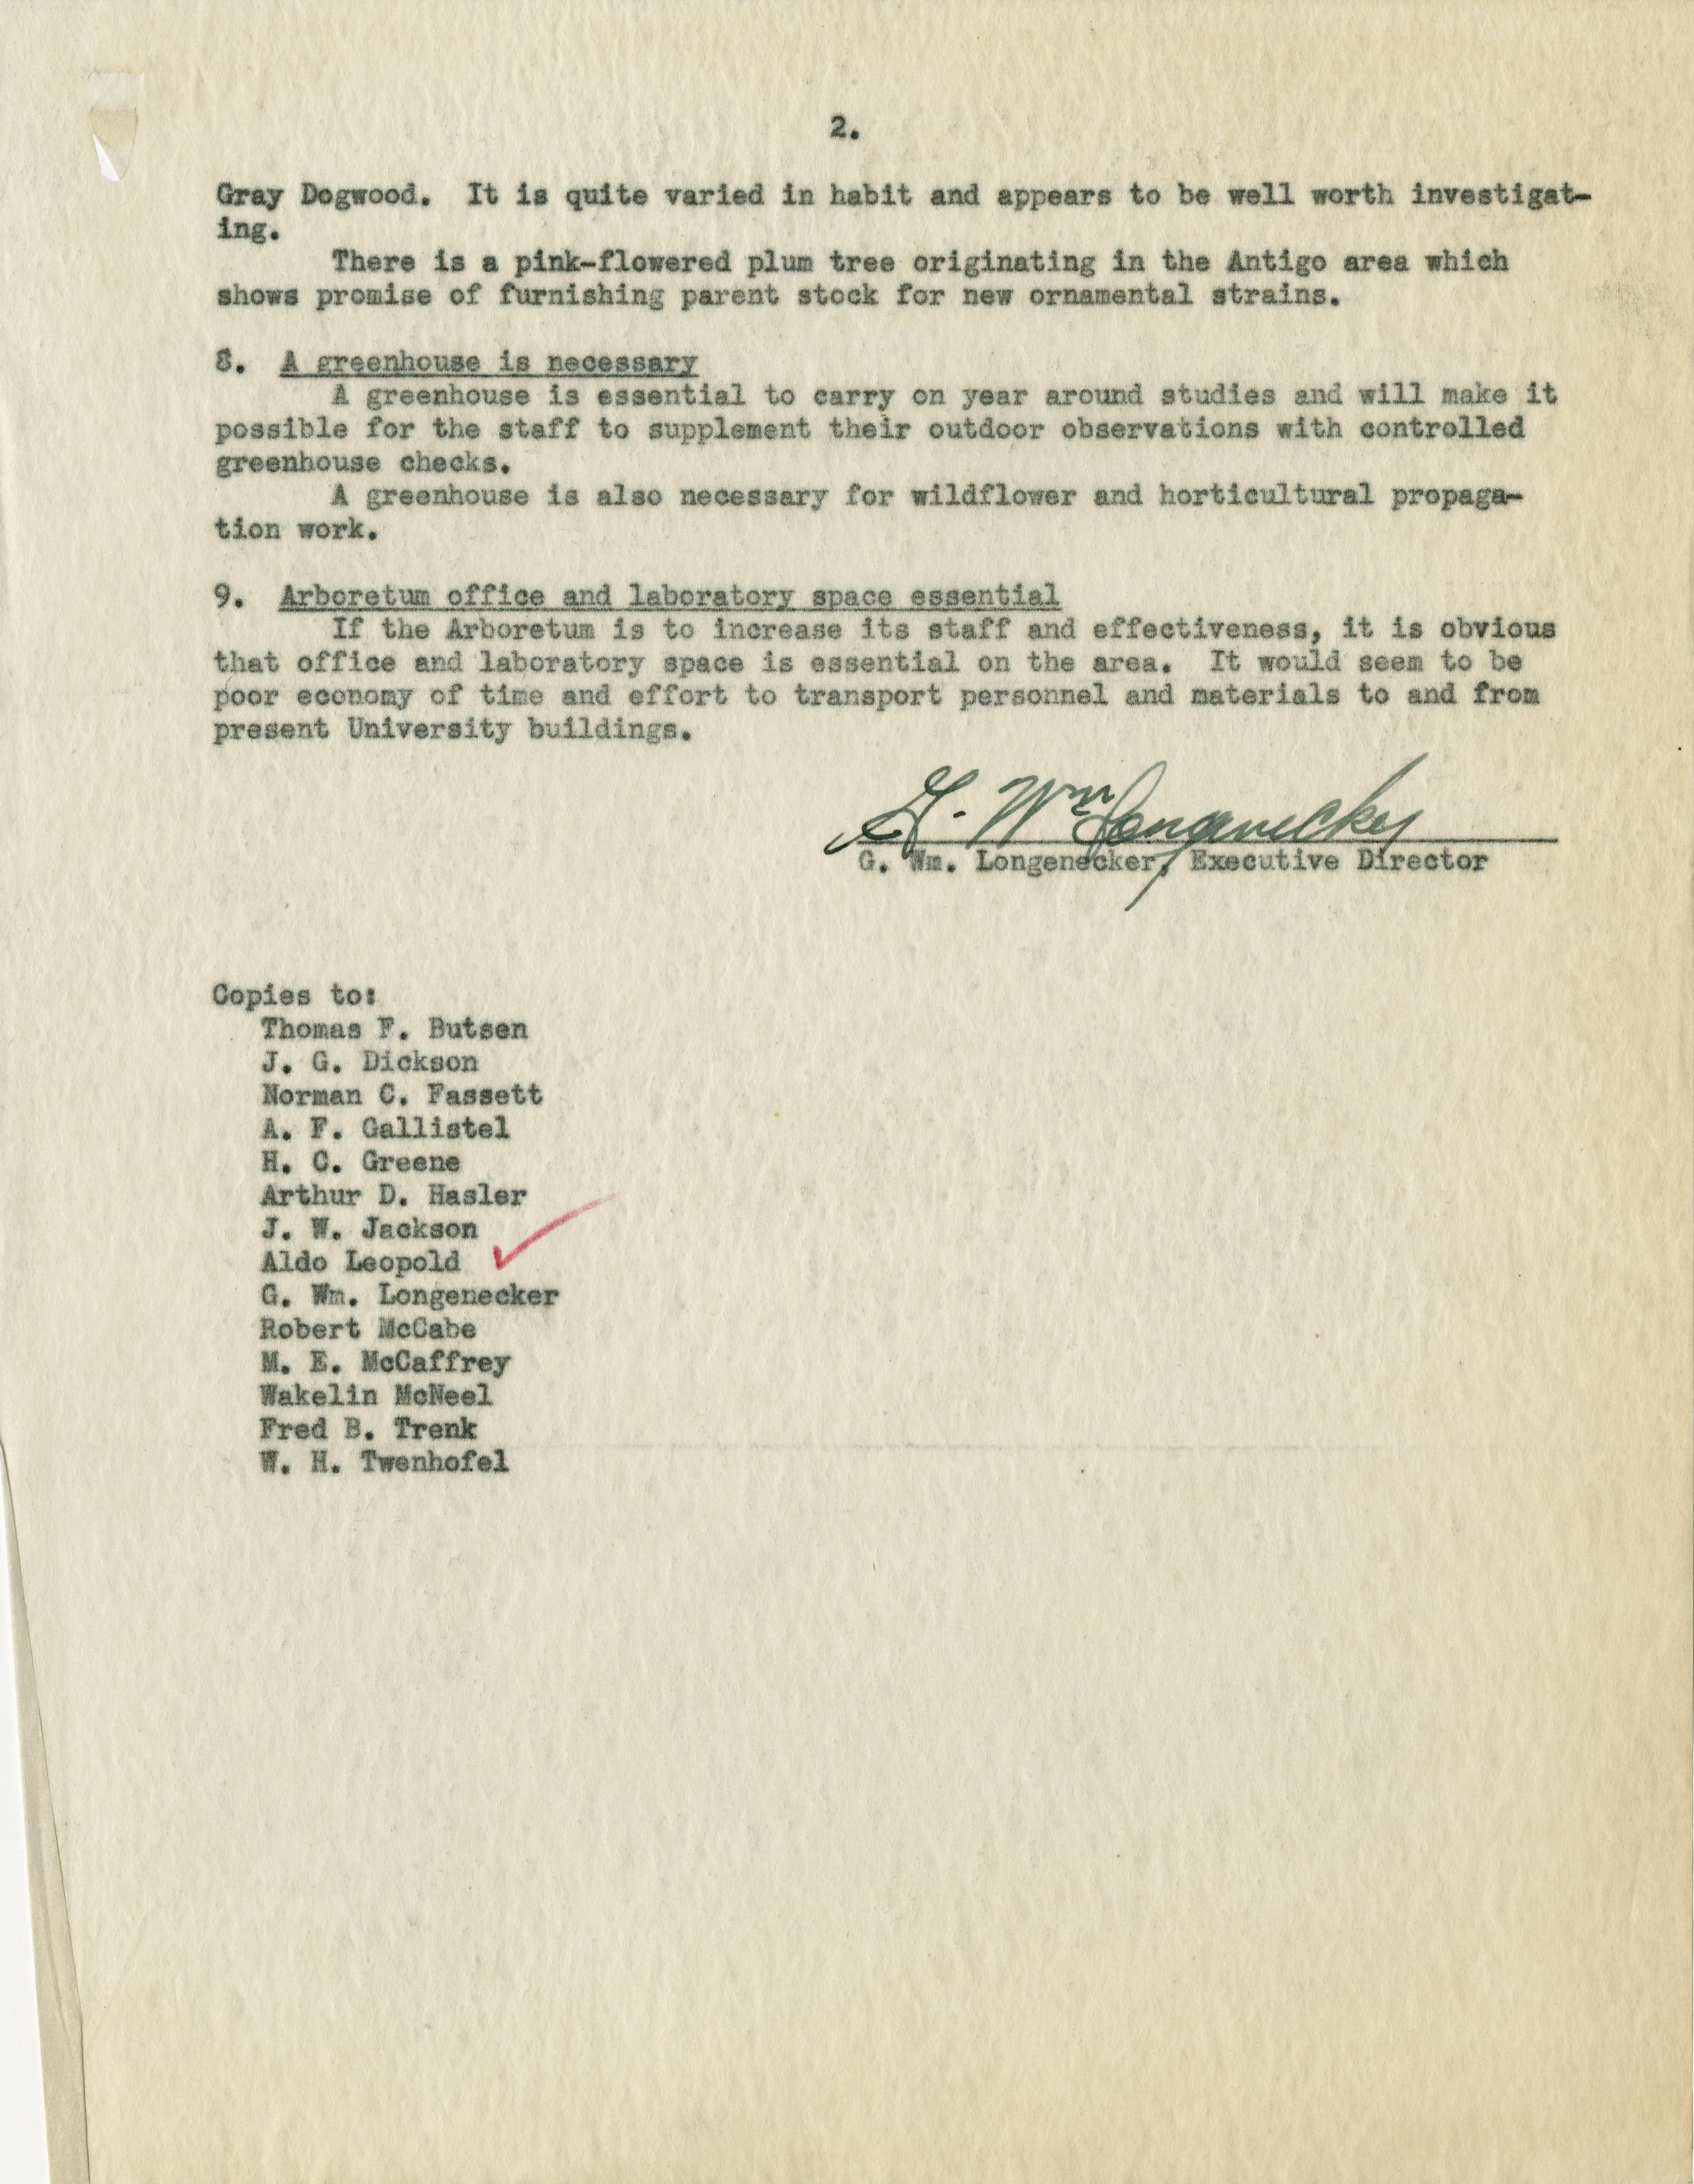 2.
Gray Dogwood. It is quite varied in habit and appears to be well worth investigat-
ing.
There is a pink-flowered plum tree originating in the Antigo area which
shows promise of furnishing parent stock for new ornamental strains.
8. A greenhouse is necessary
A greenhouse is essential to carry on year around studies and will make it
possible for the staff to supplement their outdoor observations with controlled
greenhouse checks.
A greenhouse is also necessary for wildflower and horticultural propaga-
tion work.
9. Arboretum office and laboratory space essential
If the Arboretum is to increase its staff and effectiveness, it is obvious
that office and laboratory space is essential on the area. It would seem to be
poor economy of time and effort to transport personnel and materials to and from
present University buildings.
G. Wm Longenecker
G. Wm. Longenecker, Executive Director
Copies to:
Thomas F. Butsen
J. G. Dickson
Norman C. Fassett
A. F. Gallistel
H. C. Greene
Arthur D. Hasler
J. W. Jackson
Aldo Leopold
G. Wm. Longenecker
Robert McCabe
M. E. McCaffrey
Wakelin McNeel
Fred B. Trenk
W. H. Twenhofel